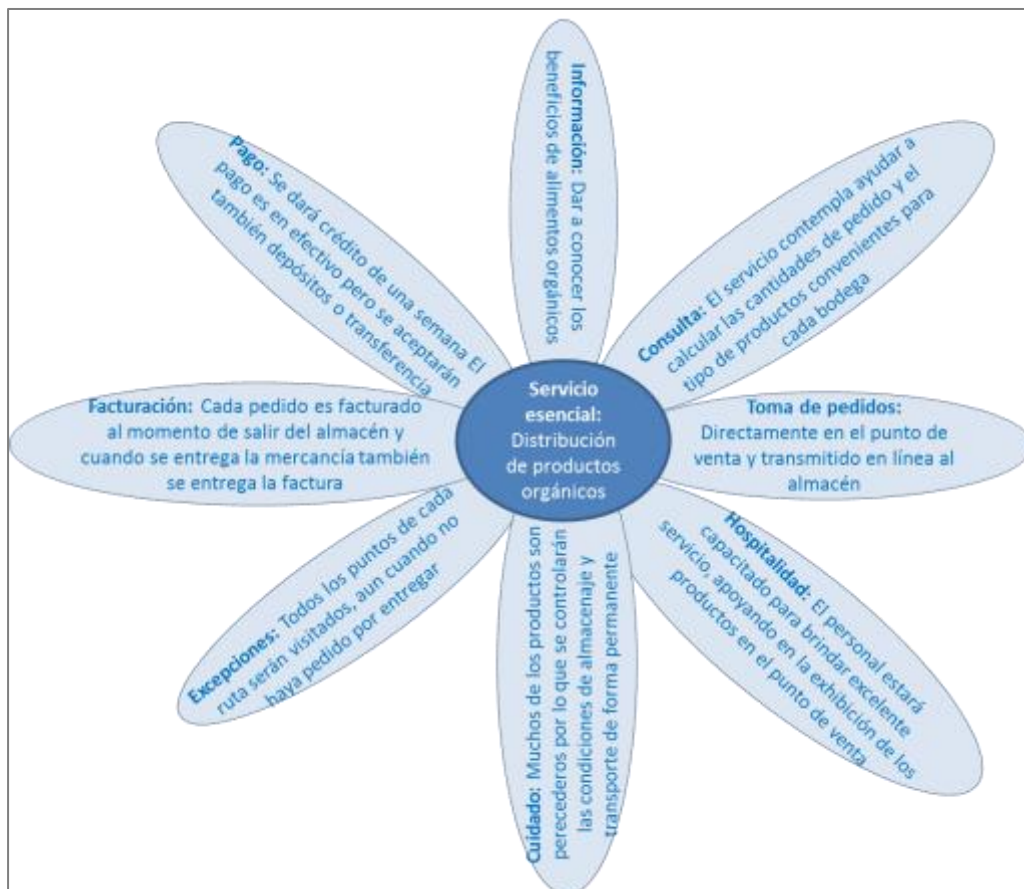 Información: Dar a conocer los
beneficios de alimentos orgánicos
Consulta: El servicio contempla ayudar a
calcular las cantidades de pedido y el
tipo de productos convenientes para
cada bodega
Toma de pedidos:
Directamente en el punto de
venta y transmitido en línea al
almacén
Hospitalidad: El personal estará
capacitado para brindar excelente
servicio, apoyando en la exhibición de los
productos en el punto de venta
Cuidado: Muchos de los productos son
perecederos por lo que se controlarán
las condiciones de almacenaje y
transporte de forma permanente
Excepciones: Todos los puntos de cada
ruta serán visitados, aun cuando no
haya pedido por entregar
Facturación: Cada pedido es facturado
al momento de salir del almacén y
cuando se entrega la mercancía también
se entrega la factura
Pago: Se dará crédito de una semana El
pago es en efectivo pero se aceptarán
también depósitos o transferencia
Servicio
esencial:
Distribución
de productos
orgánicos